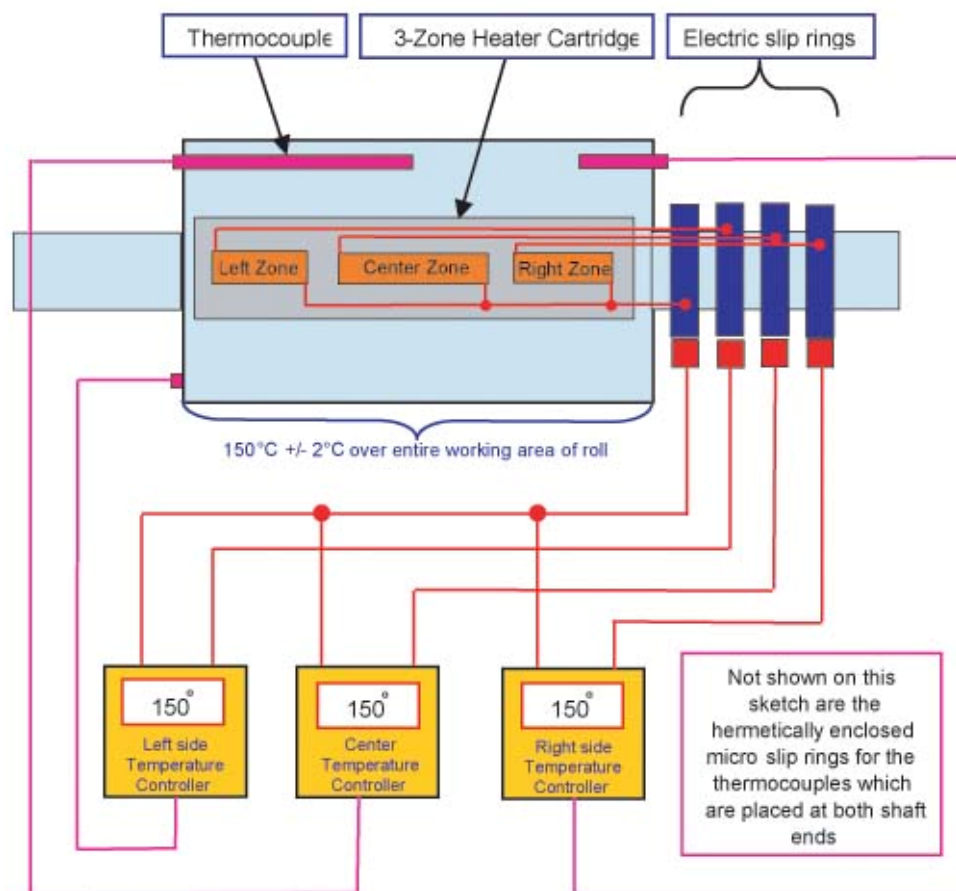 Thermocouple
3-Zone Heater Cartridge
Electric slip rings
Left Zone
Center Zone
Right Zone
150°C +/- 2°C over entire working area of roll
150°
Left side
Temperature
Controller
150°
Center
Temperature
Controller
150°
Right side
Temperature
Controller
Not shown on this
sketch are the
hermetically enclosed
micro slip rings for the
thermocouples which
are placed at both shaft
ends